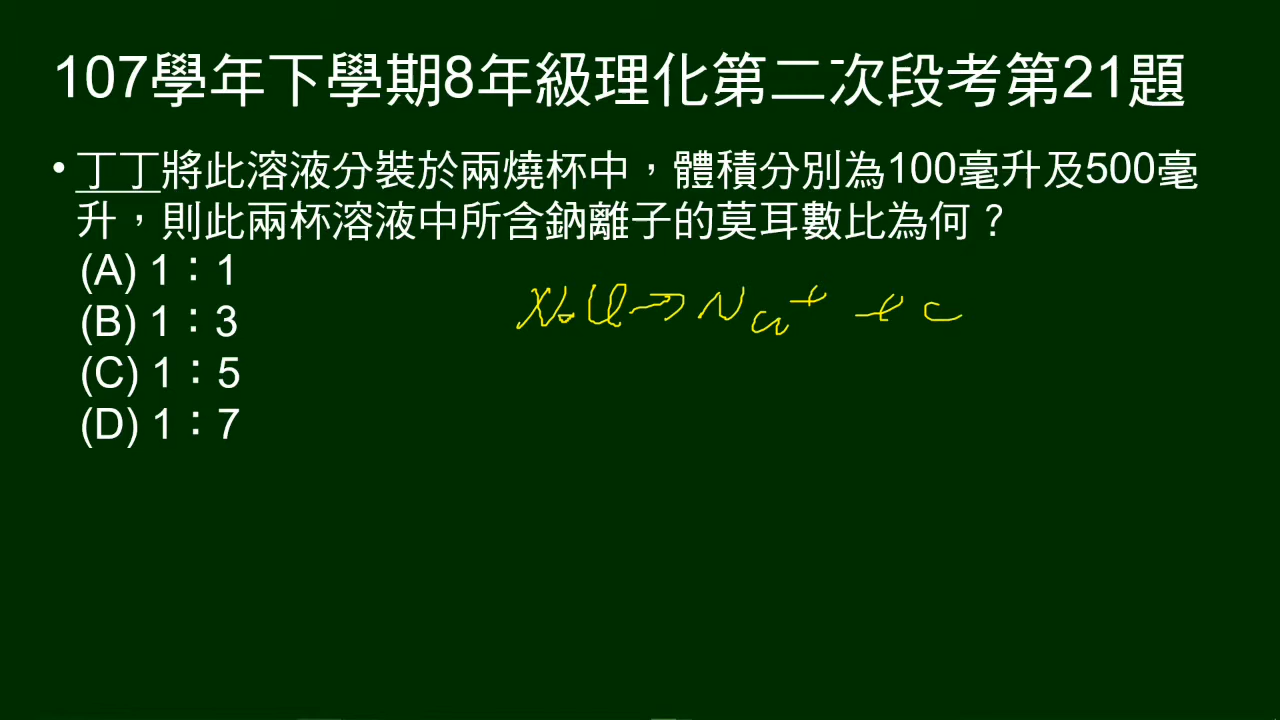 107學年下學期8年級理化第二次段考第21題
• 丁丁將此溶液分裝於兩燒杯中，體積分別為100毫升及500毫
升，則此兩杯溶液中所含鈉離子的莫耳數比為何？
(A) 1：1
(B) 1：3
(C) 1：5
(D) 1：7
NaCl→Na⁺ + C